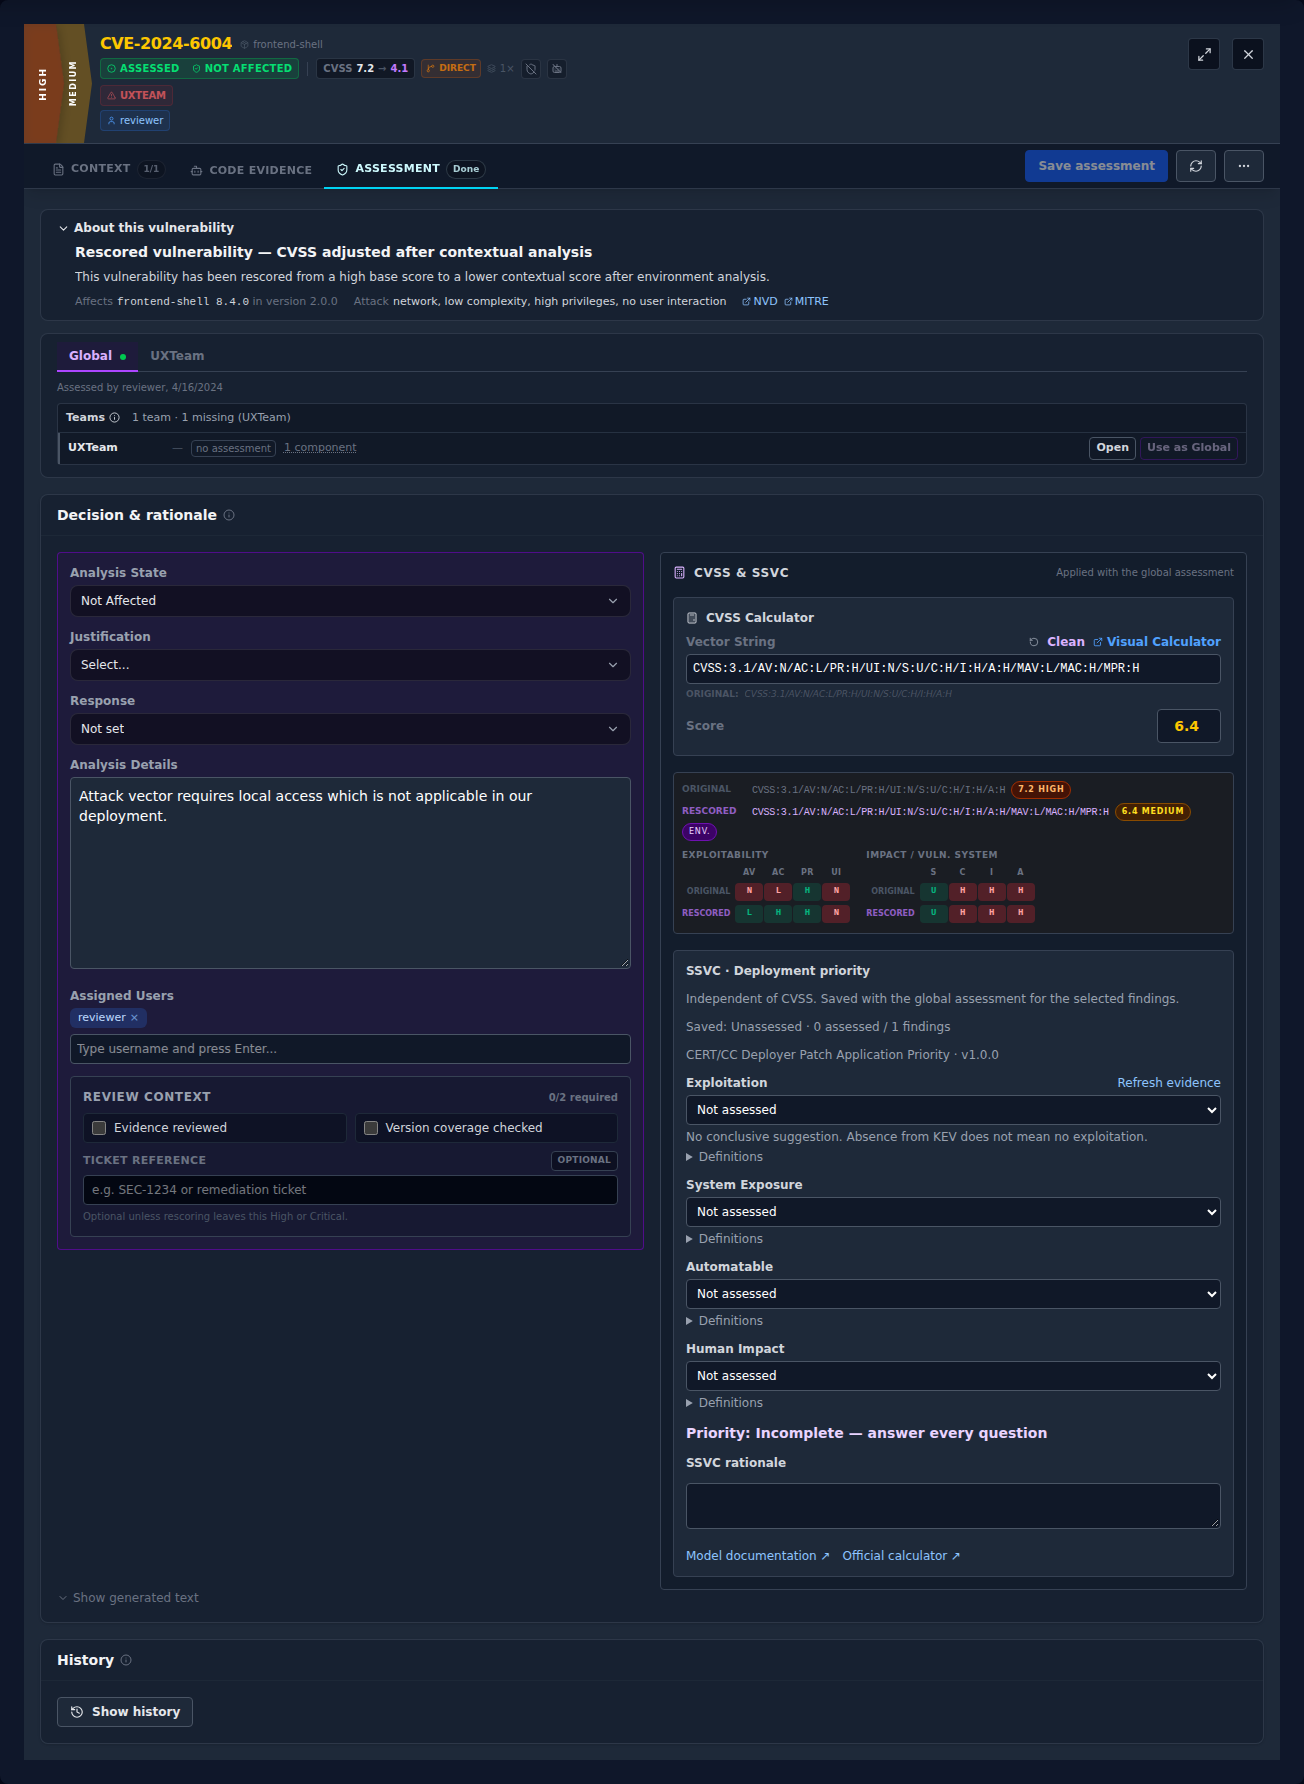 HIGH
MEDIUM
CVE-2024-6004 frontend-shell
ASSESSED NOT AFFECTED CVSS 7.2 → 4.1 DIRECT 1×
UXTEAM
reviewer
CONTEXT 1/1 CODE EVIDENCE ASSESSMENT Done Save assessment
About this vulnerability
Rescored vulnerability — CVSS adjusted after contextual analysis
This vulnerability has been rescored from a high base score to a lower contextual score after environment analysis.
Affects frontend-shell 8.4.0 in version 2.0.0 Attack network, low complexity, high privileges, no user interaction NVD MITRE
Global UXTeam
Assessed by reviewer, 4/16/2024
Teams 1 team · 1 missing (UXTeam)
UXTeam — no assessment 1 component Open Use as Global
Decision & rationale
Analysis State
Not Affected
Justification
Select...
Response
Not set
Analysis Details
Attack vector requires local access which is not applicable in our
deployment.
Assigned Users
reviewer ×
Type username and press Enter...
REVIEW CONTEXT 0/2 required
Evidence reviewed Version coverage checked
TICKET REFERENCE OPTIONAL
e.g. SEC-1234 or remediation ticket
Optional unless rescoring leaves this High or Critical.
CVSS & SSVC Applied with the global assessment
CVSS Calculator
Vector String Clean Visual Calculator
CVSS:3.1/AV:N/AC:L/PR:H/UI:N/S:U/C:H/I:H/A:H/MAV:L/MAC:H/MPR:H
ORIGINAL: CVSS:3.1/AV:N/AC:L/PR:H/UI:N/S:U/C:H/I:H/A:H
Score 6.4
ORIGINAL CVSS:3.1/AV:N/AC:L/PR:H/UI:N/S:U/C:H/I:H/A:H 7.2 HIGH
RESCORED CVSS:3.1/AV:N/AC:L/PR:H/UI:N/S:U/C:H/I:H/A:H/MAV:L/MAC:H/MPR:H 6.4 MEDIUM
ENV.
EXPLOITABILITY IMPACT / VULN. SYSTEM
AV AC PR UI S C I A
ORIGINAL N L H N ORIGINAL U H H H
RESCORED L H H N RESCORED U H H H
SSVC · Deployment priority
Independent of CVSS. Saved with the global assessment for the selected findings.
Saved: Unassessed · 0 assessed / 1 findings
CERT/CC Deployer Patch Application Priority · v1.0.0
Exploitation Refresh evidence
Not assessed
No conclusive suggestion. Absence from KEV does not mean no exploitation.
Definitions
System Exposure
Not assessed
Definitions
Automatable
Not assessed
Definitions
Human Impact
Not assessed
Definitions
Priority: Incomplete — answer every question
SSVC rationale
Model documentation ↗ Official calculator ↗
Show generated text
History
Show history